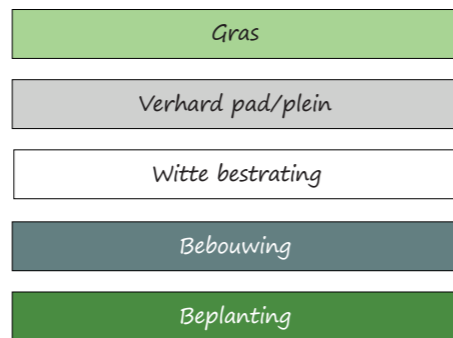 Gras
Verhard pad/plein
Witte bestrating
Bebouwing
Beplanting